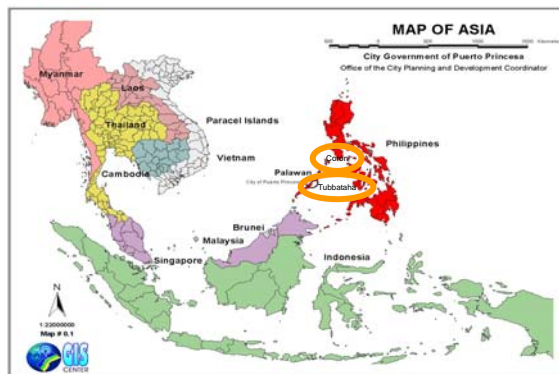 MAP OF ASIA
City Government of Puerto Princesa
Office of the City Planning and Development Coordinator
Myanmar
Laos
Thailand
Paracel Islands
Philippines
Vietnam
Coron
Cambodia
Palawan
City of Puerto Princesa
Tubbataha
Brunei
Malaysia
Singapore
Indonesia
N
1:22000000
Map # 0.1
GIS
CENTER